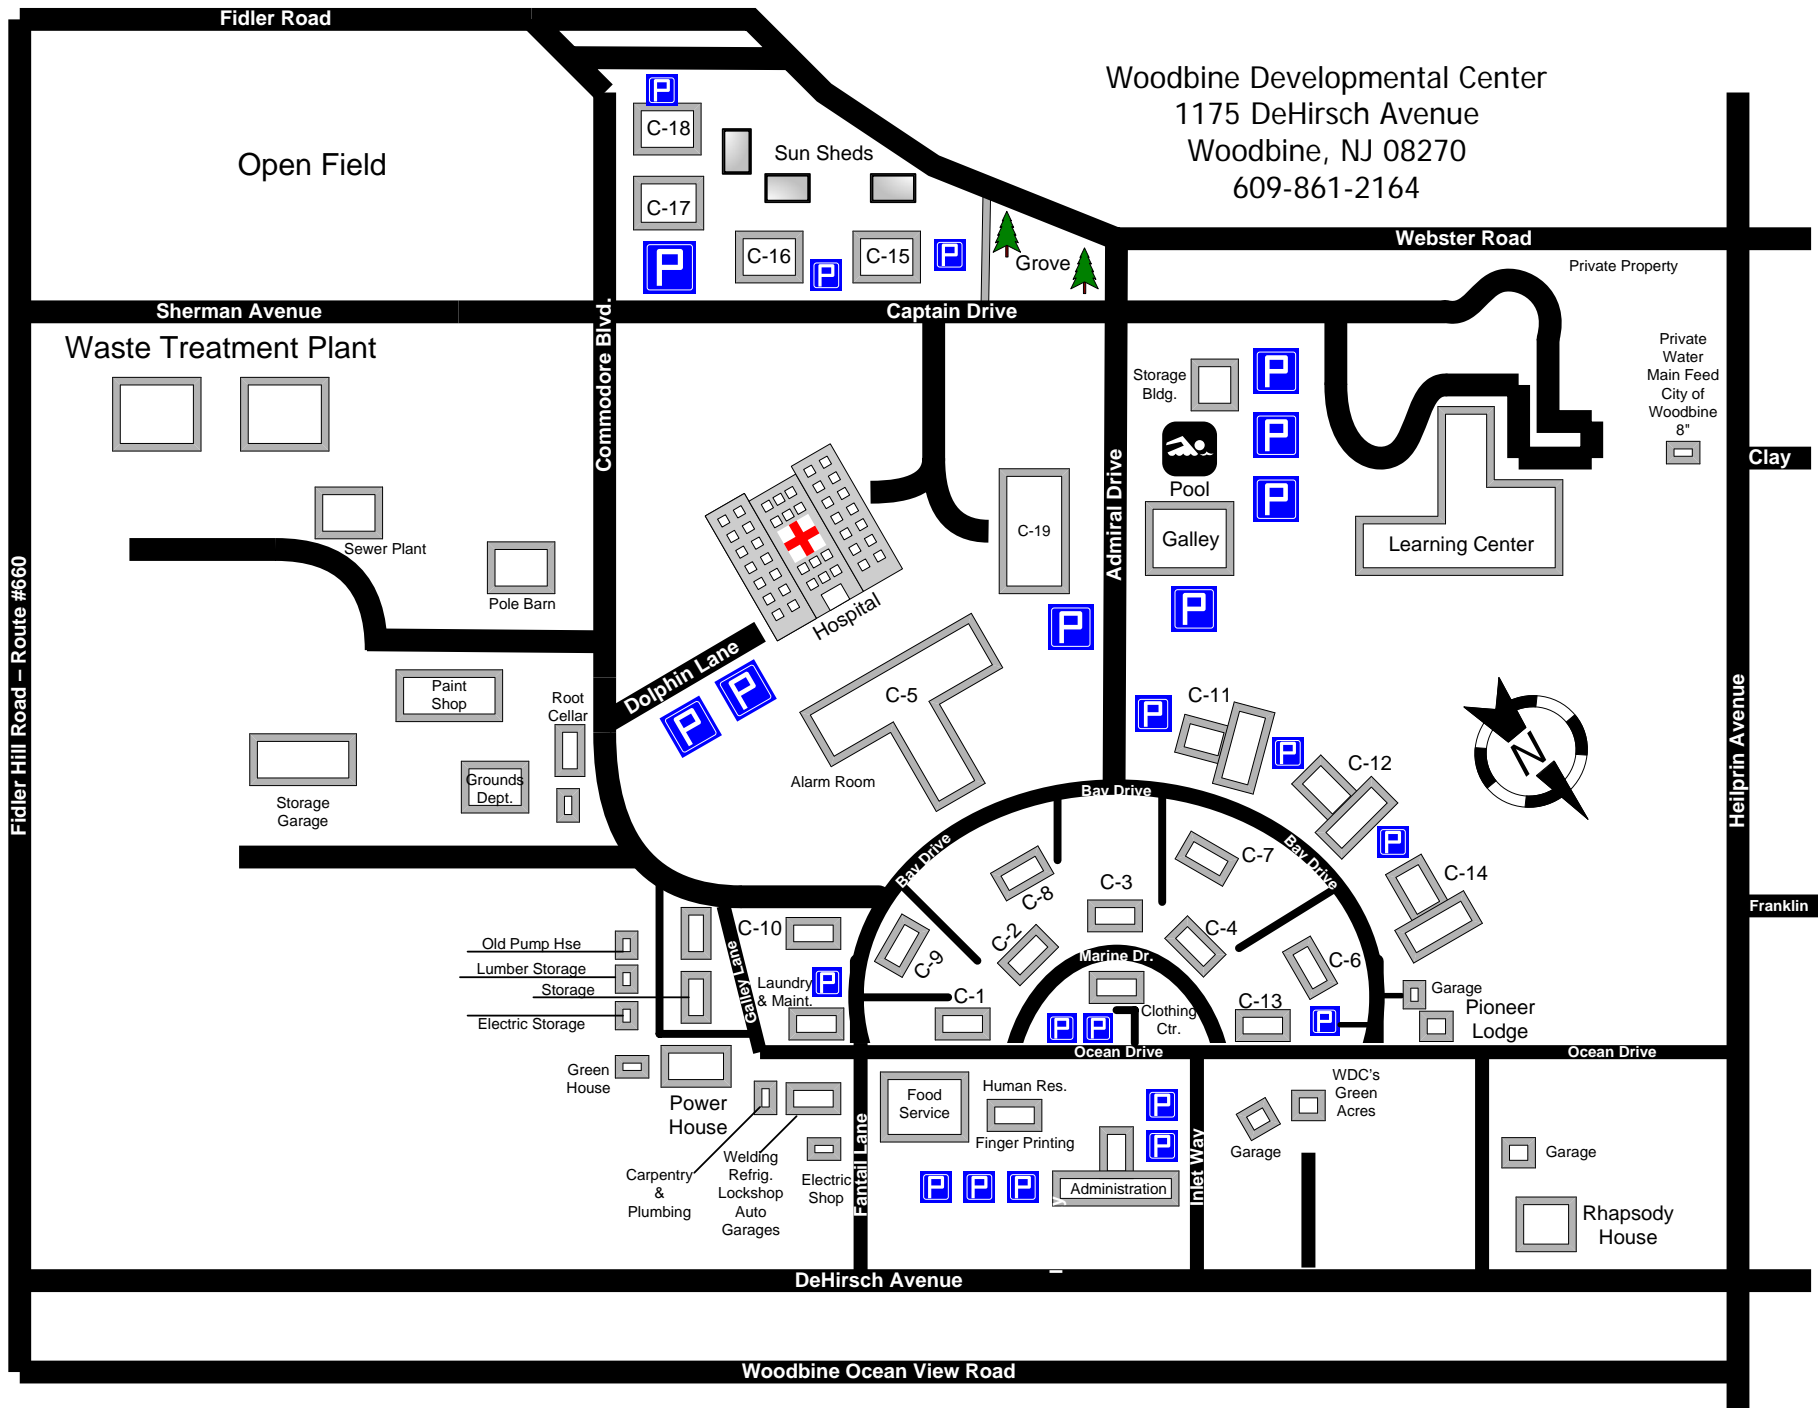 Fidler Road
Woodbine Developmental Center
1175 DeHirsch Avenue
Woodbine, NJ 08270
609-861-2164
P
C-18
Open Field
Sun Sheds
C-17
P
C-16
P
C-15
P
Grove
Webster Road
Private Property
Sherman Avenue
Captain Drive
Commodore Blvd.
Waste Treatment Plant
Storage
Bldg.
P
P
P
Private
Water
Main Feed
City of
Woodbine
8"
Clay
Pool
Galley
P
Learning Center
Admiral Drive
C-19
P
Hospital
Sewer Plant
Pole Barn
Fidler Hill Road – Route #660
Dolphin Lane
P
P
Paint
Shop
Root
Cellar
Storage
Garage
Grounds
Dept.
C-5
Alarm Room
P
C-11
P
C-12
P
C-14
N
Heilprin Avenue
Franklin
Bay Drive
Bay Drive
Bay Drive
C-8
C-3
C-7
C-2
C-4
C-9
C-6
C-10
Galley Lane
Marine Dr.
Old Pump Hse
Lumber Storage
Storage
Electric Storage
Laundry
& Maint.
P
C-1
P
P
Clothing
Ctr.
C-13
P
Garage
Pioneer
Lodge
Ocean Drive
Ocean Drive
Green
House
Power
House
Carpentry
&
Plumbing
Welding
Refrig.
Lockshop
Auto
Garages
Electric
Shop
Fantail Lane
Food
Service
Human Res.
Finger Printing
P
P
P
P
P
y
Administration
Inlet Way
Garage
WDC's
Green
Acres
Garage
Rhapsody
House
DeHirsch Avenue
Woodbine Ocean View Road